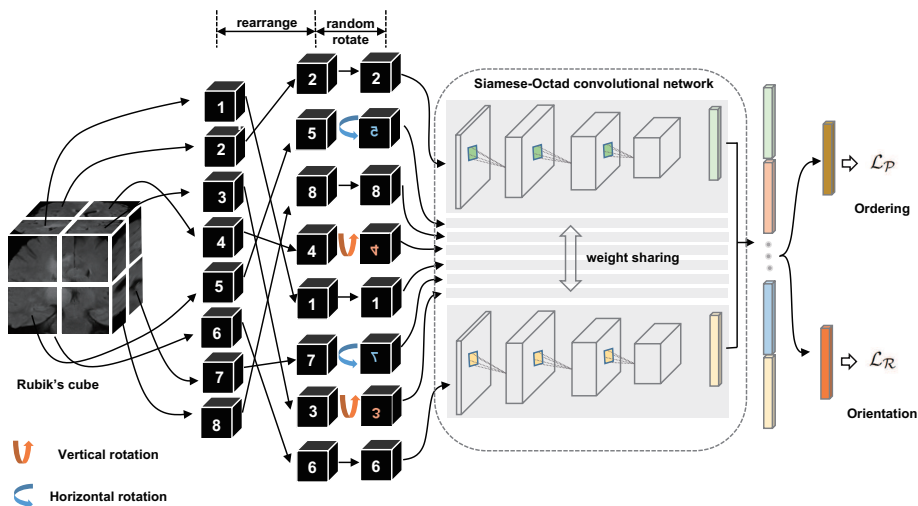 rearrange
random
rotate
Siamese-Octad convolutional network
1
2
3
4
5
6
7
8
2
5
8
4
1
7
3
6
2
5
8
4
1
7
3
6
weight sharing
ℒ𝒫
Ordering
ℒℛ
Orientation
Rubik's cube
Vertical rotation
Horizontal rotation